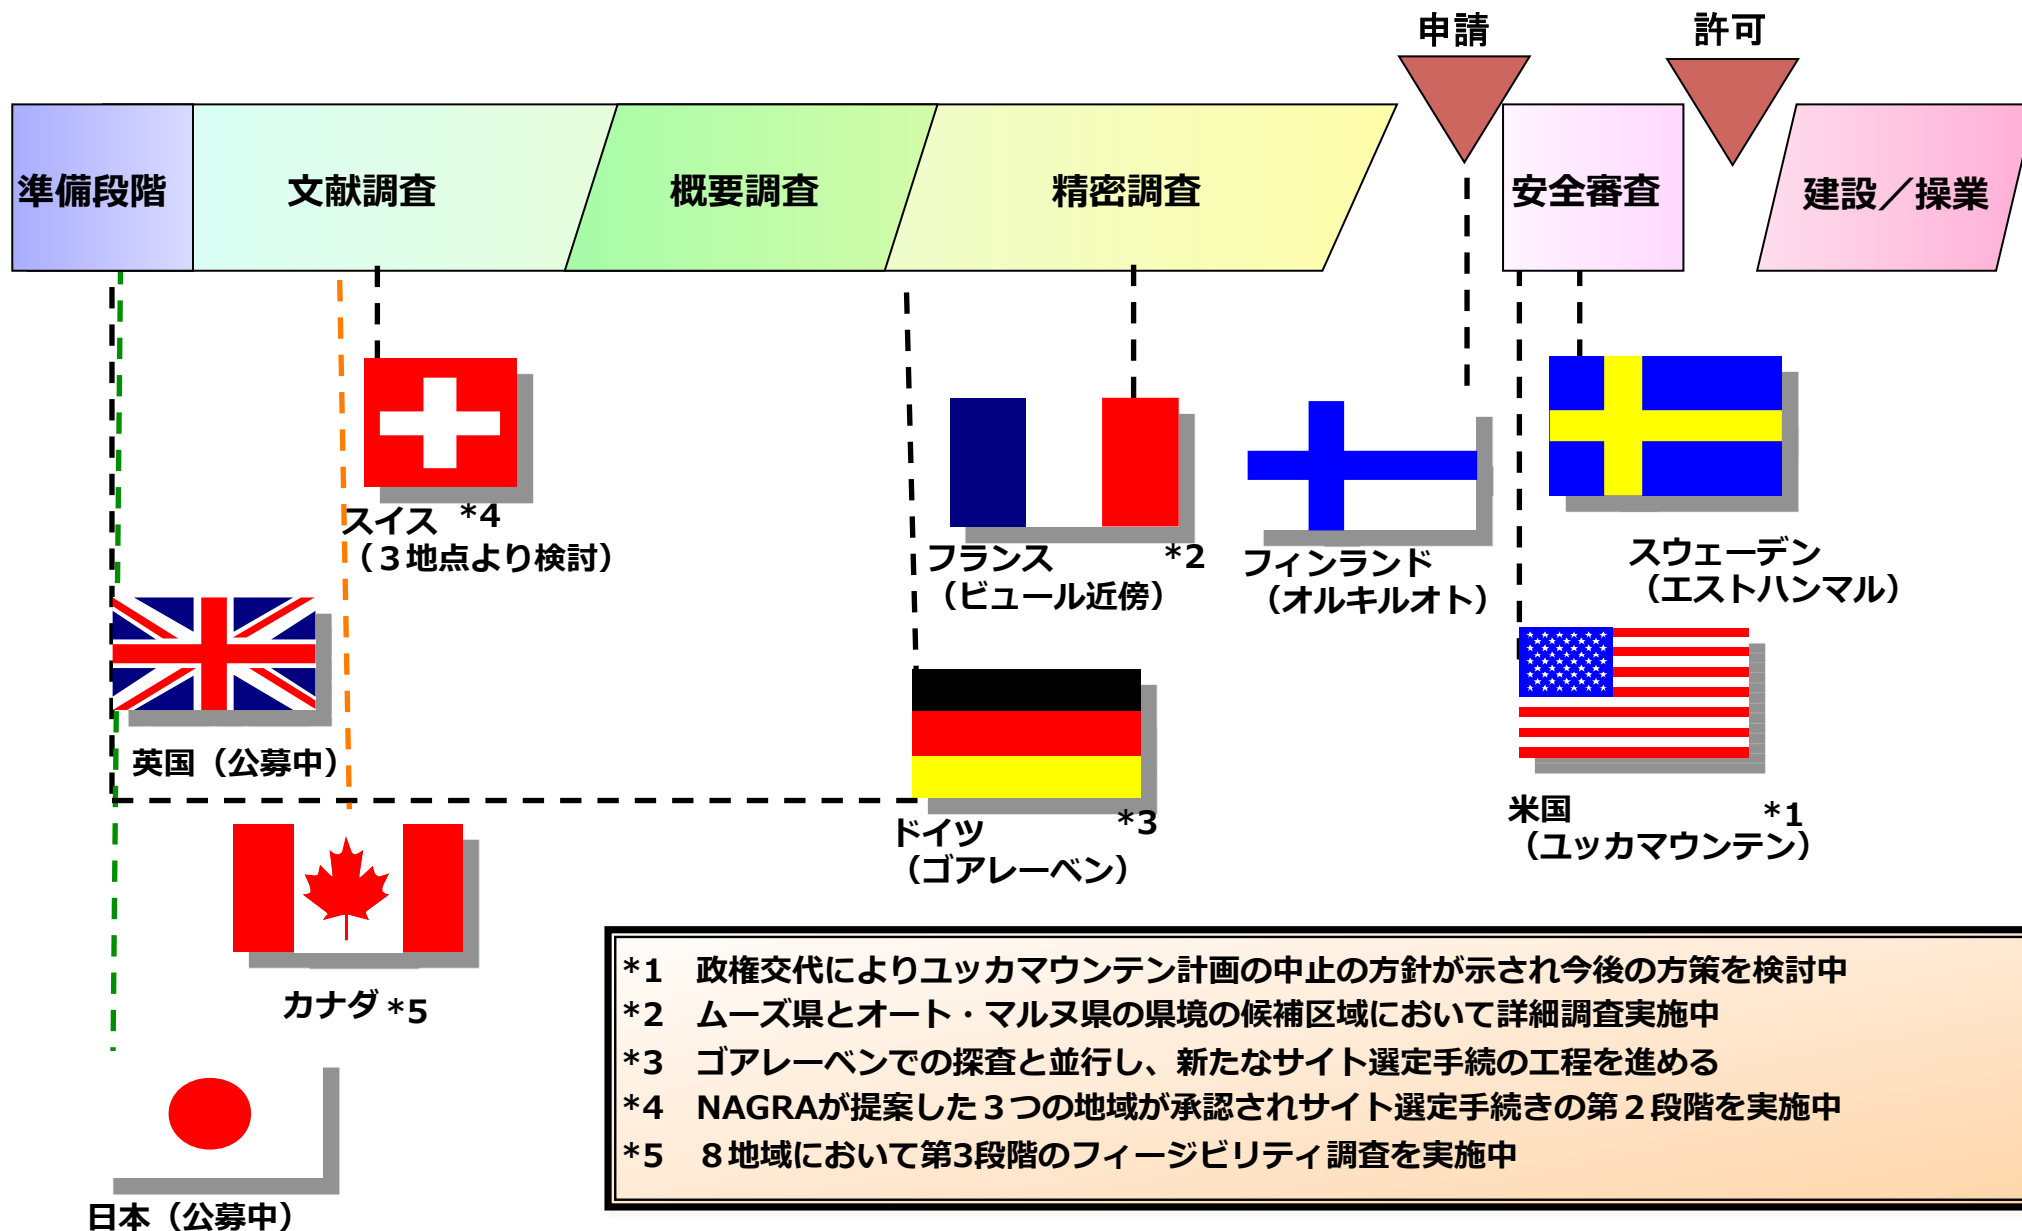 申請
許可
準備段階
文献調査
概要調査
精密調査
安全審査
建設／操業
スイス *4
（３地点より検討）
フランス *2
（ビュール近傍）
フィンランド
（オルキルオト）
スウェーデン
（エストハンマル）
英国（公募中）
ドイツ *3
（ゴアレーベン）
米国 *1
（ユッカマウンテン）
カナダ *5
日本（公募中）
*1 政権交代によりユッカマウンテン計画の中止の方針が示され今後の方策を検討中
*2 ムーズ県とオート・マルヌ県の県境の候補区域において詳細調査実施中
*3 ゴアレーベンでの探査と並行し、新たなサイト選定手続の工程を進める
*4 NAGRAが提案した３つの地域が承認されサイト選定手続きの第２段階を実施中
*5 ８地域において第3段階のフィージビリティ調査を実施中